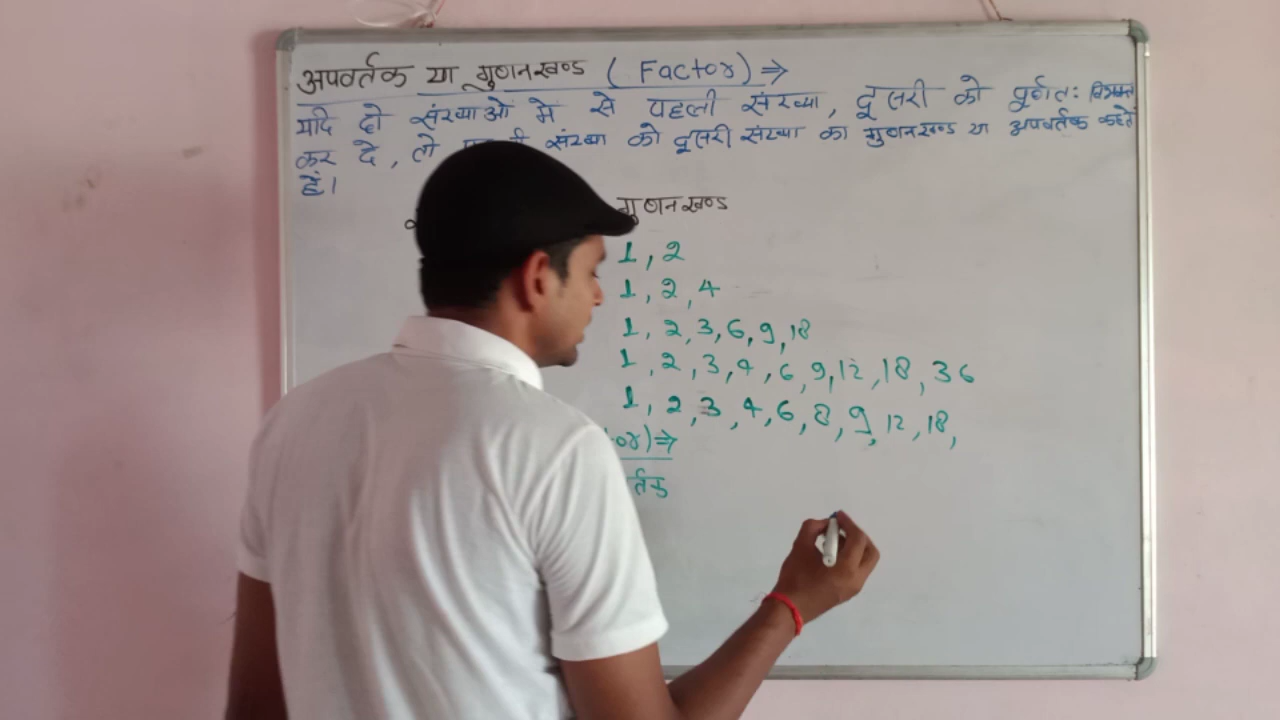 अपवर्तक या गुणनखण्ड ( Factor ) ⇒
यदि दो संख्याओ मे से पहली संख्या, दूसरी को पूर्णतः विभक्त
कर दे, तो संख्या को दूसरी संख्या का गुणनखण्ड या अपवर्तक कहते
हैं।
गुणनखण्ड
1, 2
1, 2, 4
1, 2, 3, 6, 9, 18
1, 2, 3, 4, 6, 9, 12, 18, 36
1, 2, 3, 4, 6, 8, 9, 12, 18,
or) ⇒
र्तक